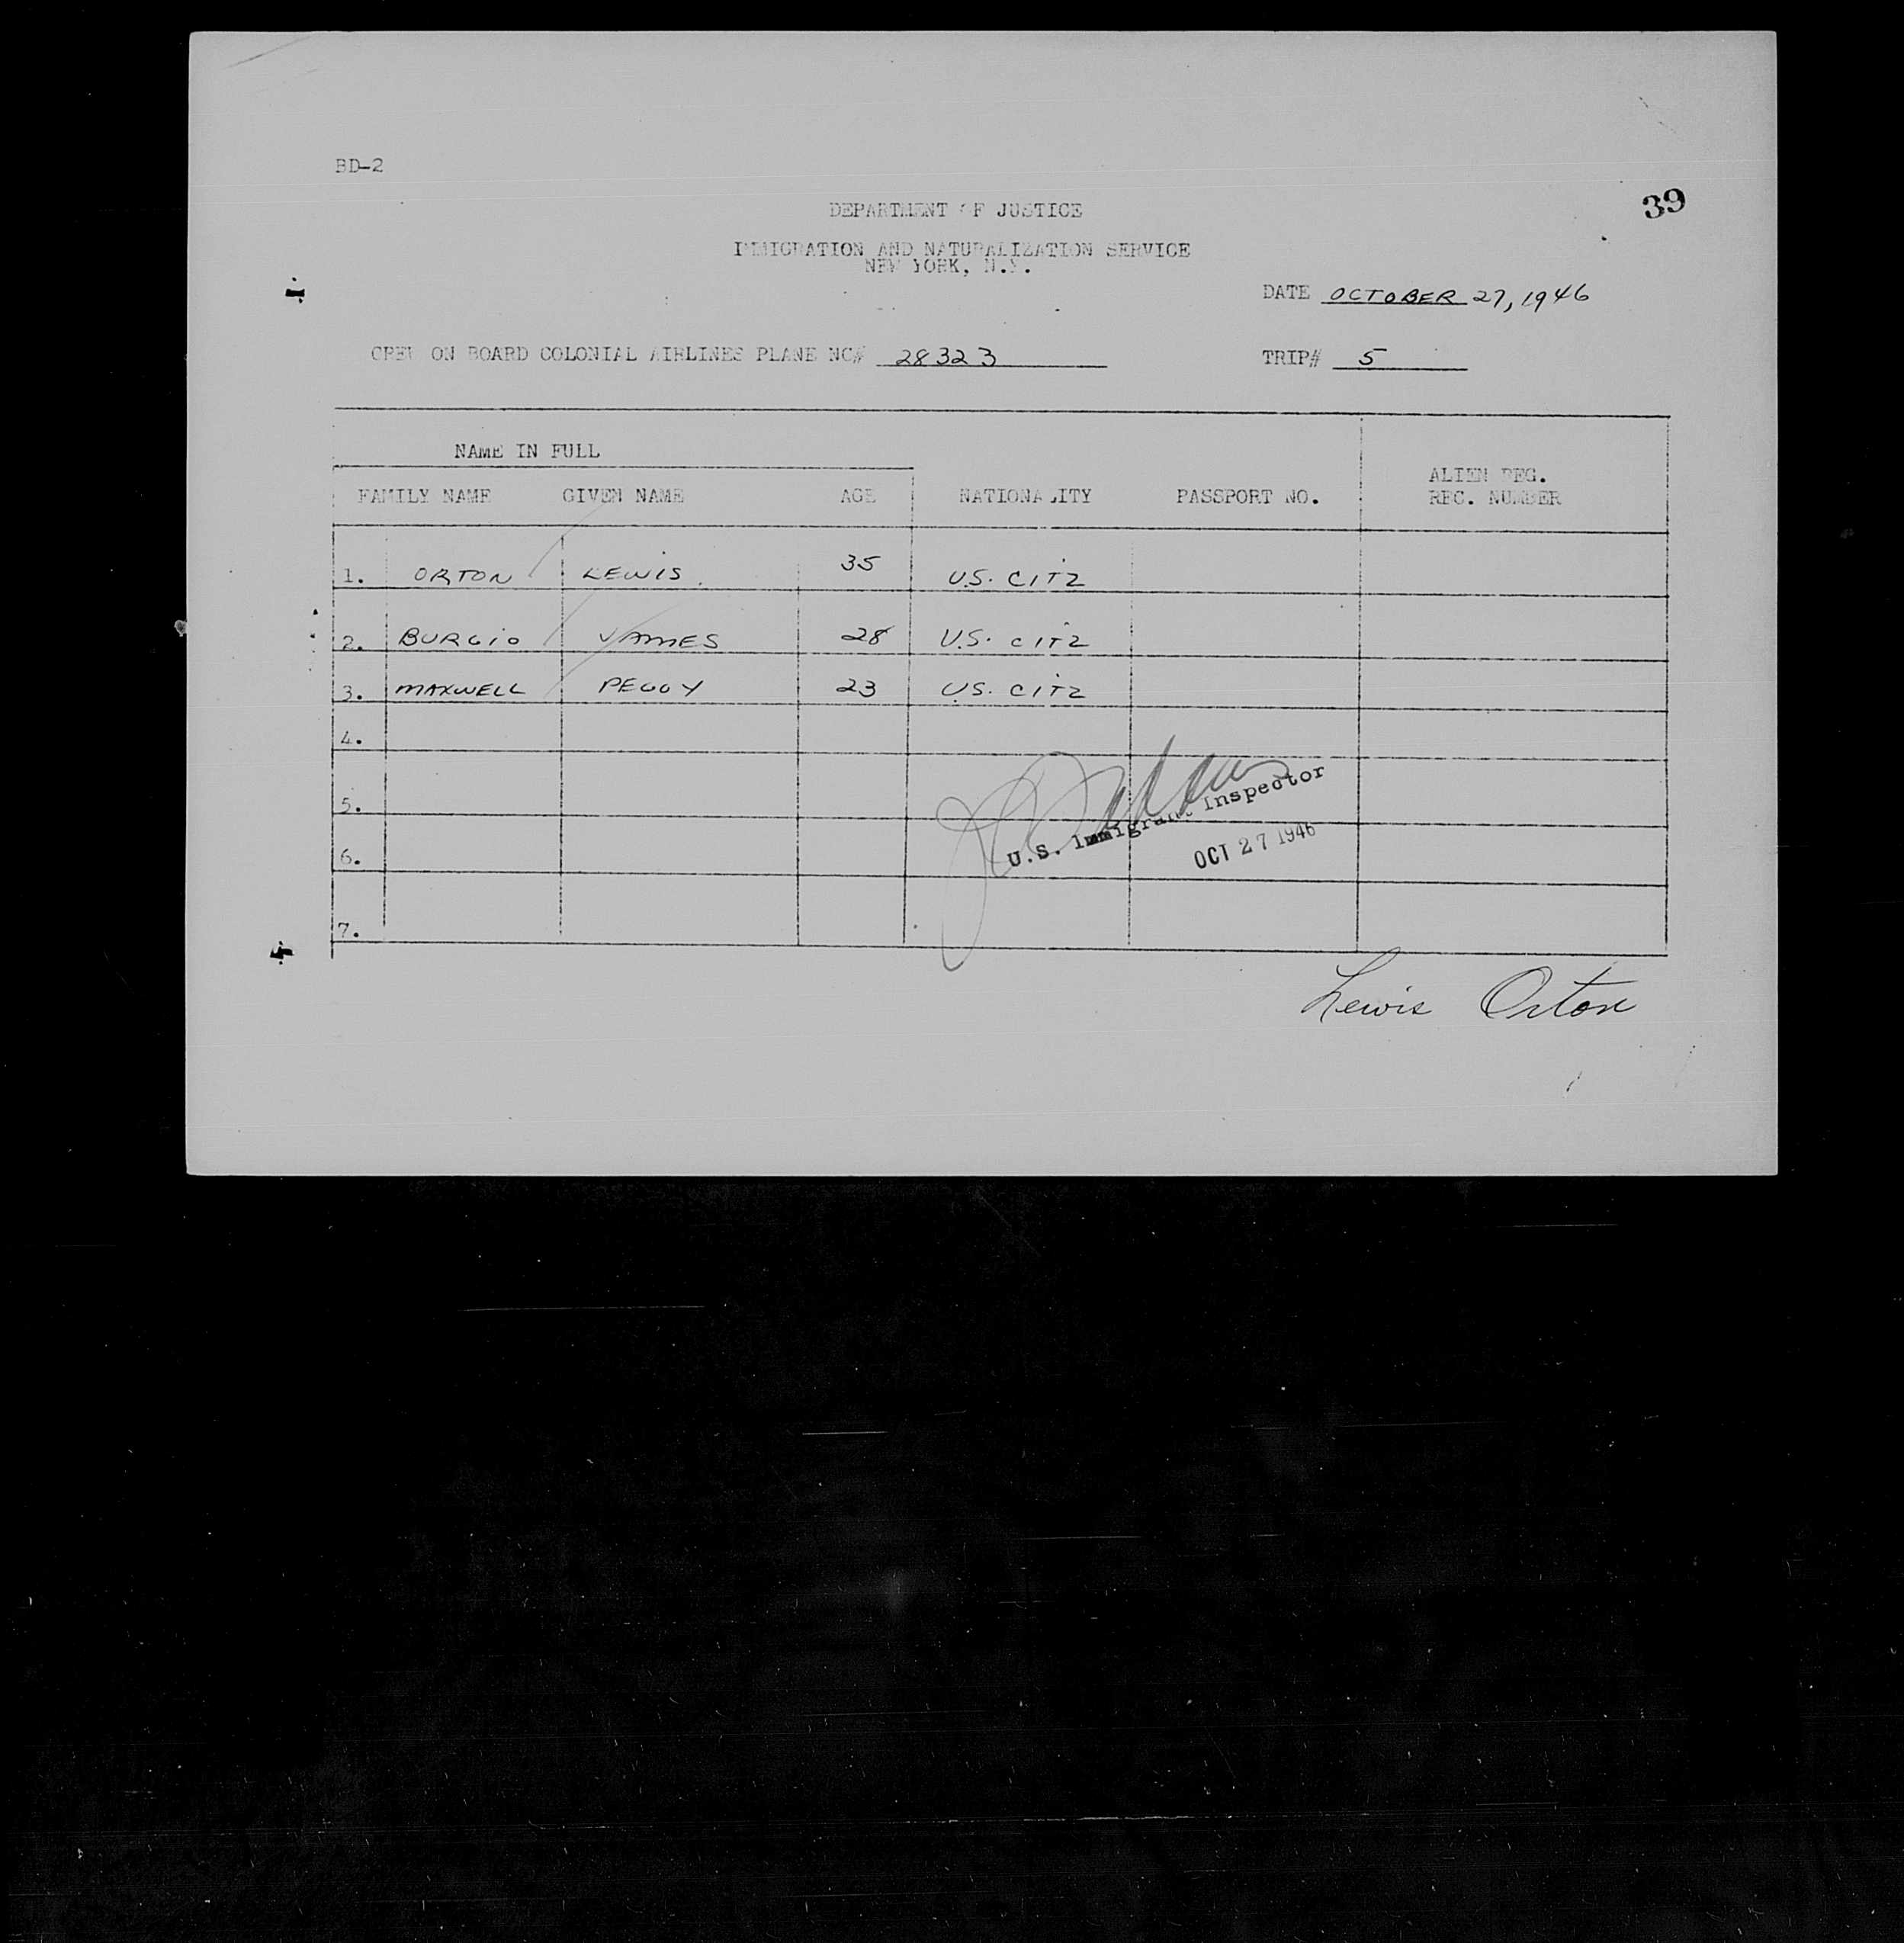 BD-2
39
DEPARTMENT OF JUSTICE
IMMIGRATION AND NATURALIZATION SERVICE
NEW YORK, N.Y.
DATE OCTOBER 27, 1946
CREW ON BOARD COLONIAL AIRLINES PLANE NC# 28323 TRIP# 5
NAME IN FULL
FAMILY NAME GIVEN NAME AGE NATIONALITY PASSPORT NO. ALIEN REG. REC. NUMBER
1. ORTON LEWIS 35 U.S. CITZ
2. BURGIO JAMES 28 U.S. CITZ
3. MAXWELL PEGGY 23 U.S. CITZ
4.
5.
6.
7.
U.S. Immigrant Inspector
OCT 27 1946
Lewis Orton